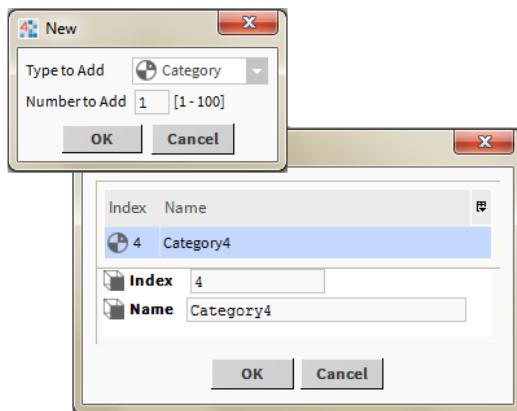 New
Type to Add Category
Number to Add 1 [1 - 100]
OK Cancel
Index Name
4 Category4
Index 4
Name Category4
OK Cancel